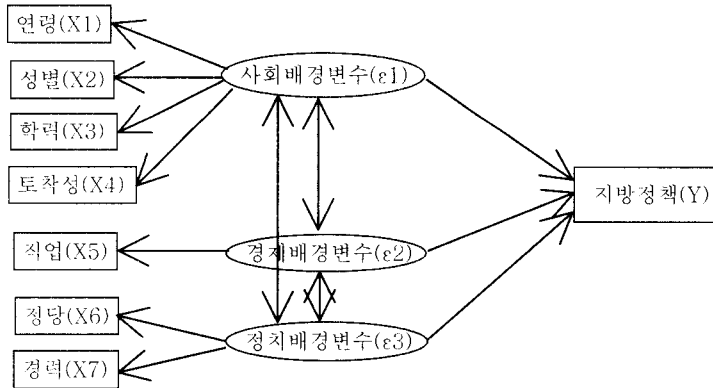 연령(X1)
성별(X2)
학력(X3)
토착성(X4)
직업(X5)
정당(X6)
경력(X7)
사회배경변수(ε1)
경제배경변수(ε2)
정치배경변수(ε3)
지방정책(Y)